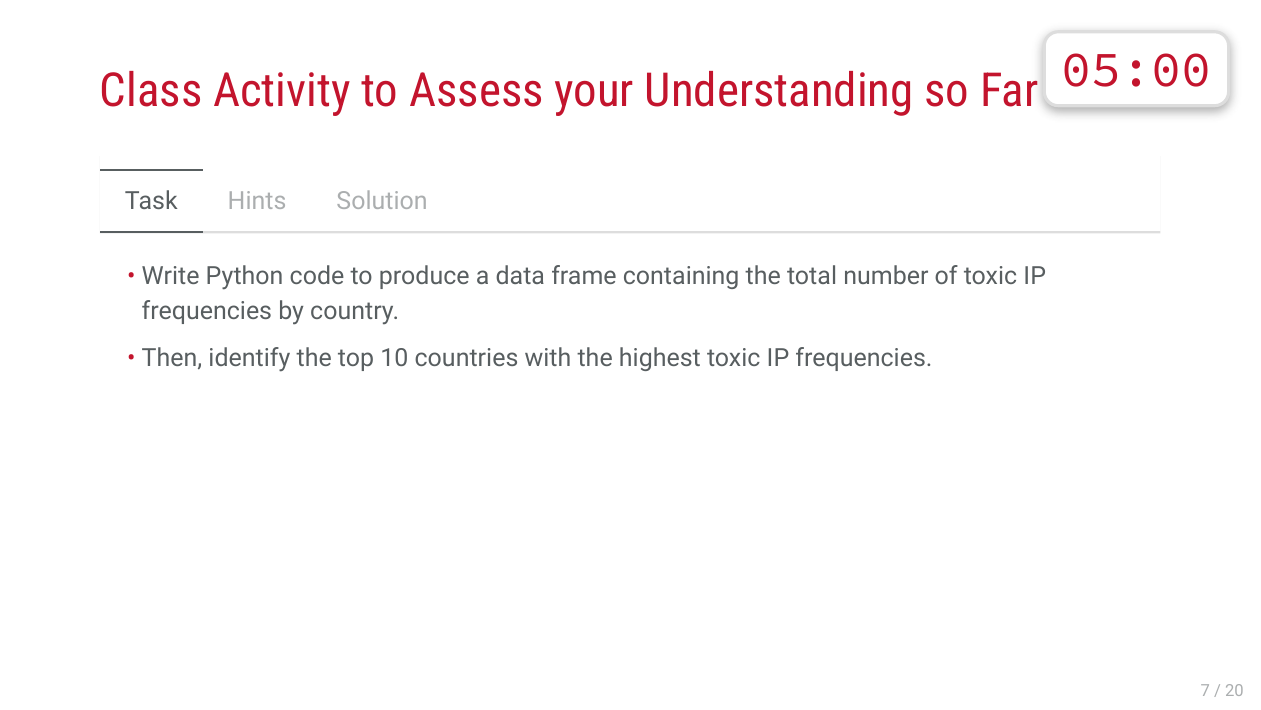 Class Activity to Assess your Understanding so Far
05:00
Task Hints Solution
• Write Python code to produce a data frame containing the total number of toxic IP
frequencies by country.
• Then, identify the top 10 countries with the highest toxic IP frequencies.
7 / 20